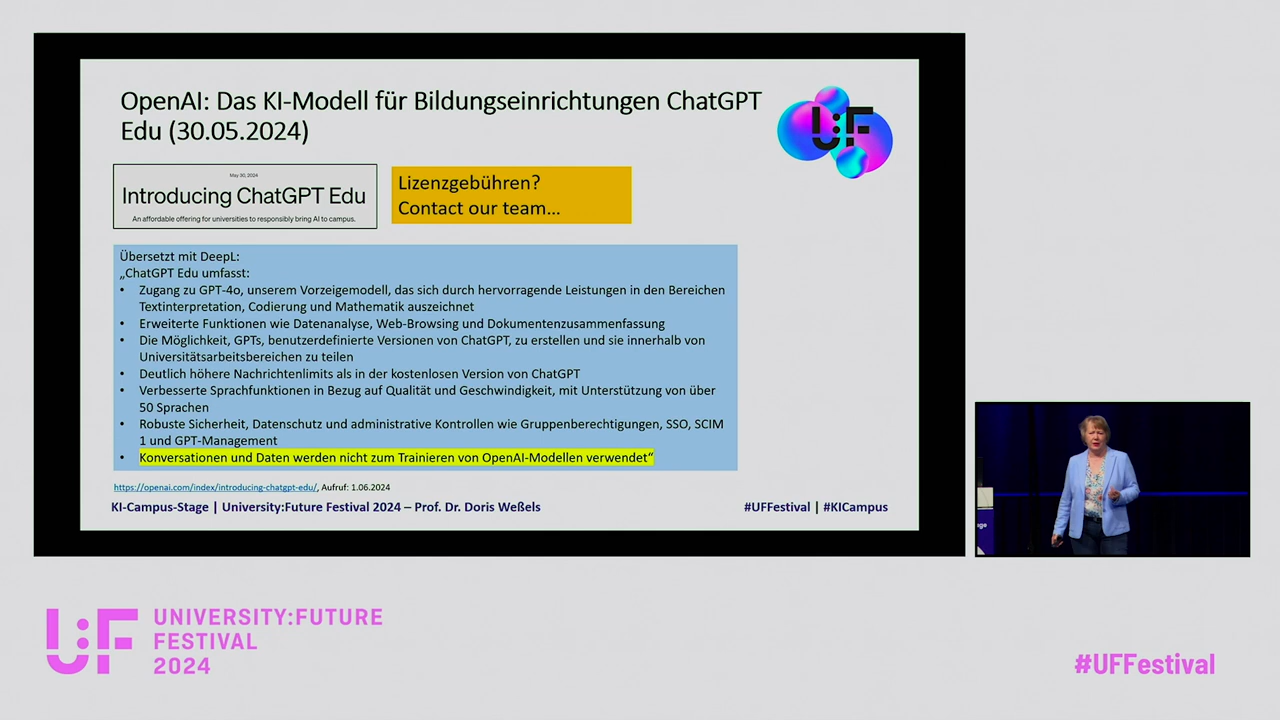 OpenAI: Das KI-Modell für Bildungseinrichtungen ChatGPT
Edu (30.05.2024)
U:F
May 30, 2024
Introducing ChatGPT Edu
An affordable offering for universities to responsibly bring AI to campus.
Lizenzgebühren?
Contact our team...
Übersetzt mit DeepL:
„ChatGPT Edu umfasst:
• Zugang zu GPT-4o, unserem Vorzeigemodell, das sich durch hervorragende Leistungen in den Bereichen
Textinterpretation, Codierung und Mathematik auszeichnet
• Erweiterte Funktionen wie Datenanalyse, Web-Browsing und Dokumentenzusammenfassung
• Die Möglichkeit, GPTs, benutzerdefinierte Versionen von ChatGPT, zu erstellen und sie innerhalb von
Universitätsarbeitsbereichen zu teilen
• Deutlich höhere Nachrichtenlimits als in der kostenlosen Version von ChatGPT
• Verbesserte Sprachfunktionen in Bezug auf Qualität und Geschwindigkeit, mit Unterstützung von über
50 Sprachen
• Robuste Sicherheit, Datenschutz und administrative Kontrollen wie Gruppenberechtigungen, SSO, SCIM
1 und GPT-Management
• Konversationen und Daten werden nicht zum Trainieren von OpenAI-Modellen verwendet“
https://openai.com/index/introducing-chatgpt-edu/, Aufruf: 1.06.2024
KI-Campus-Stage | University:Future Festival 2024 – Prof. Dr. Doris Weßels
#UFFestival | #KICampus
U:F
UNIVERSITY:FUTURE
FESTIVAL
2024
#UFFestival